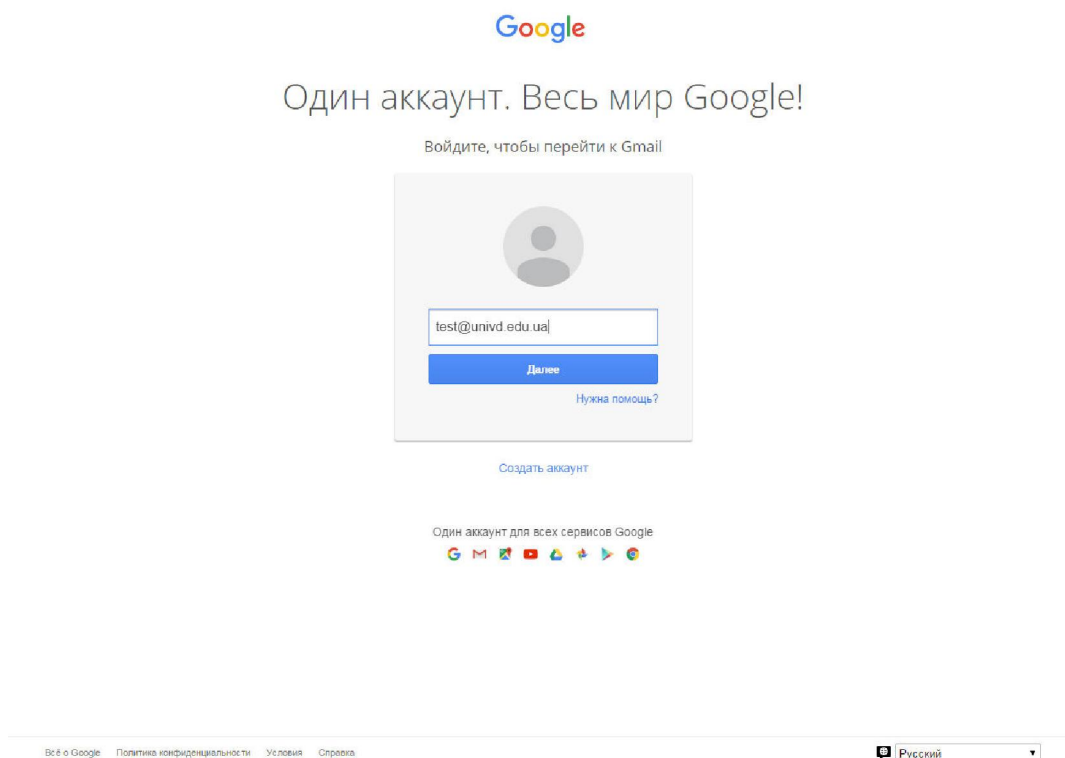 Google
Один аккаунт. Весь мир Google!
Войдите, чтобы перейти к Gmail
test@univd.edu.ua
Далее
Нужна помощь?
Создать аккаунт
Один аккаунт для всех сервисов Google
Всё о Google Политика конфиденциальности Условия Справка Русский